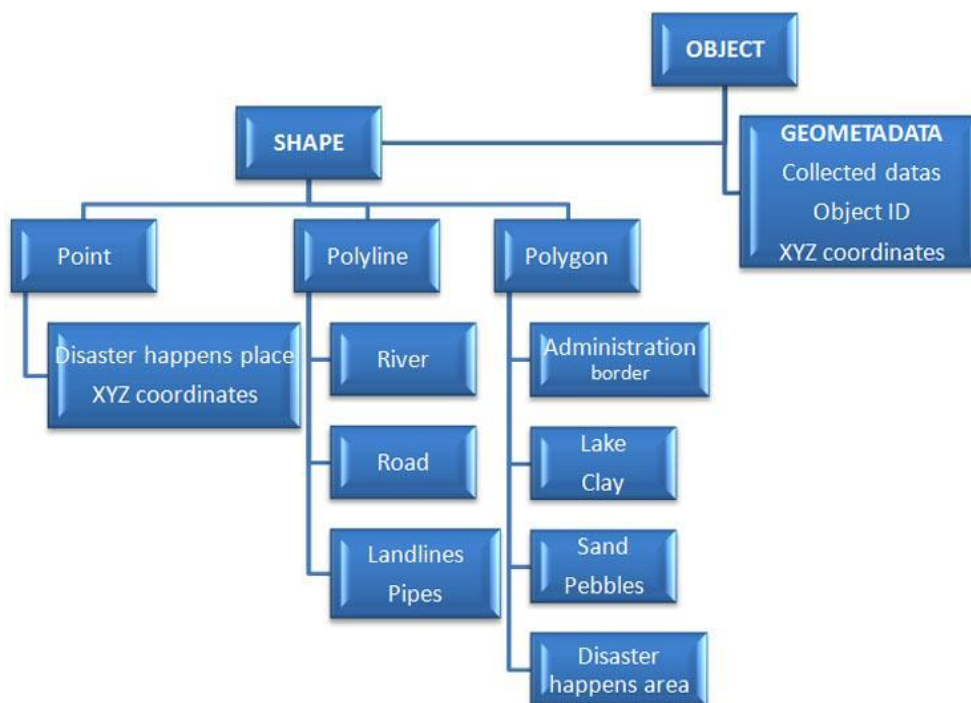 OBJECT
SHAPE
GEOMETADATA
Collected datas
Object ID
XYZ coordinates
Point
Polyline
Polygon
Disaster happens place
XYZ coordinates
River
Road
Landlines
Pipes
Administration
border
Lake
Clay
Sand
Pebbles
Disaster
happens area